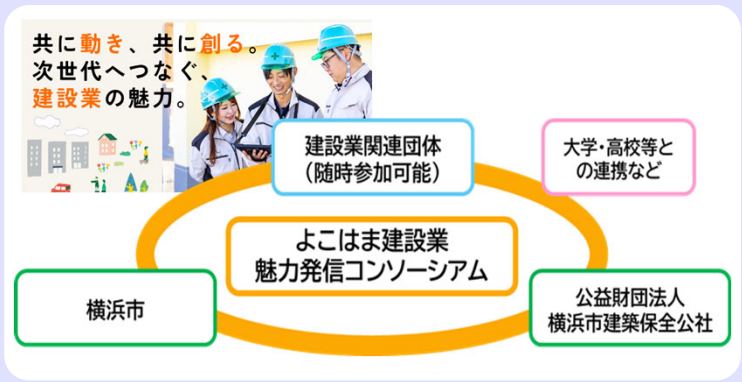 共に動き、共に創る。
次世代へつなぐ、
建設業の魅力。
建設業関連団体
（随時参加可能）
大学・高校等と
の連携など
よこはま建設業
魅力発信コンソーシアム
横浜市
公益財団法人
横浜市建築保全公社